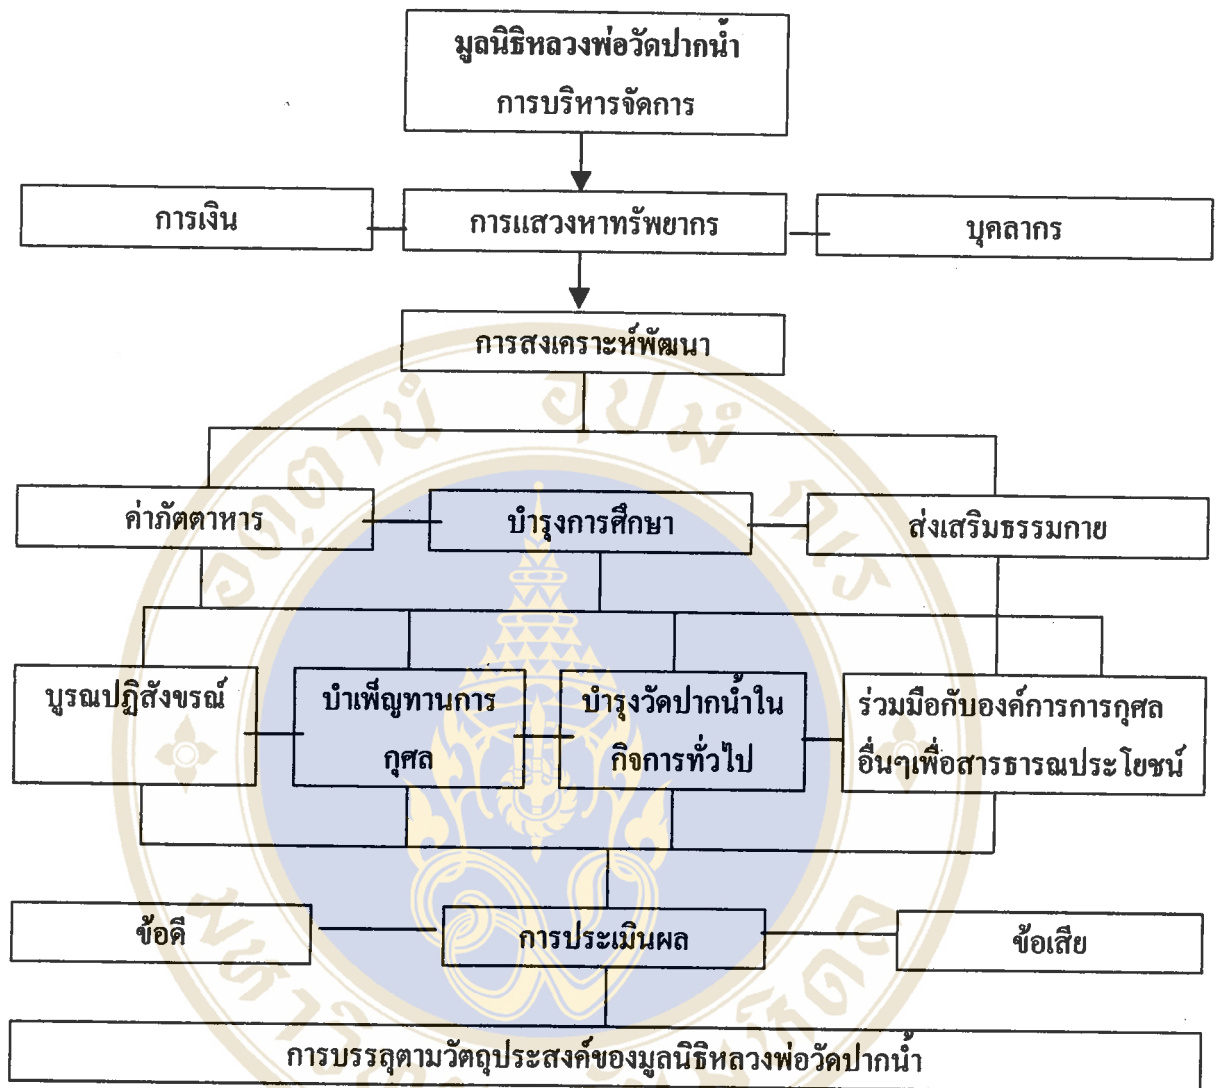 มูลนิธิหลวงพ่อวัดปากน้ำ
การบริหารจัดการ
การเงิน
การแสวงหาทรัพยากร
บุคลากร
การสงเคราะห์พัฒนา
อตฺตานํ อุปมํ กเร
ค่าภัตตาหาร
บำรุงการศึกษา
ส่งเสริมธรรมกาย
บูรณปฏิสังขรณ์
บำเพ็ญทานการ
กุศล
บำรุงวัดปากน้ำใน
กิจการทั่วไป
ร่วมมือกับองค์การการกุศล
อื่นๆเพื่อสารธารณประโยชน์
ข้อดี
การประเมินผล
ข้อเสีย
การบรรลุตามวัตถุประสงค์ของมูลนิธิหลวงพ่อวัดปากน้ำ